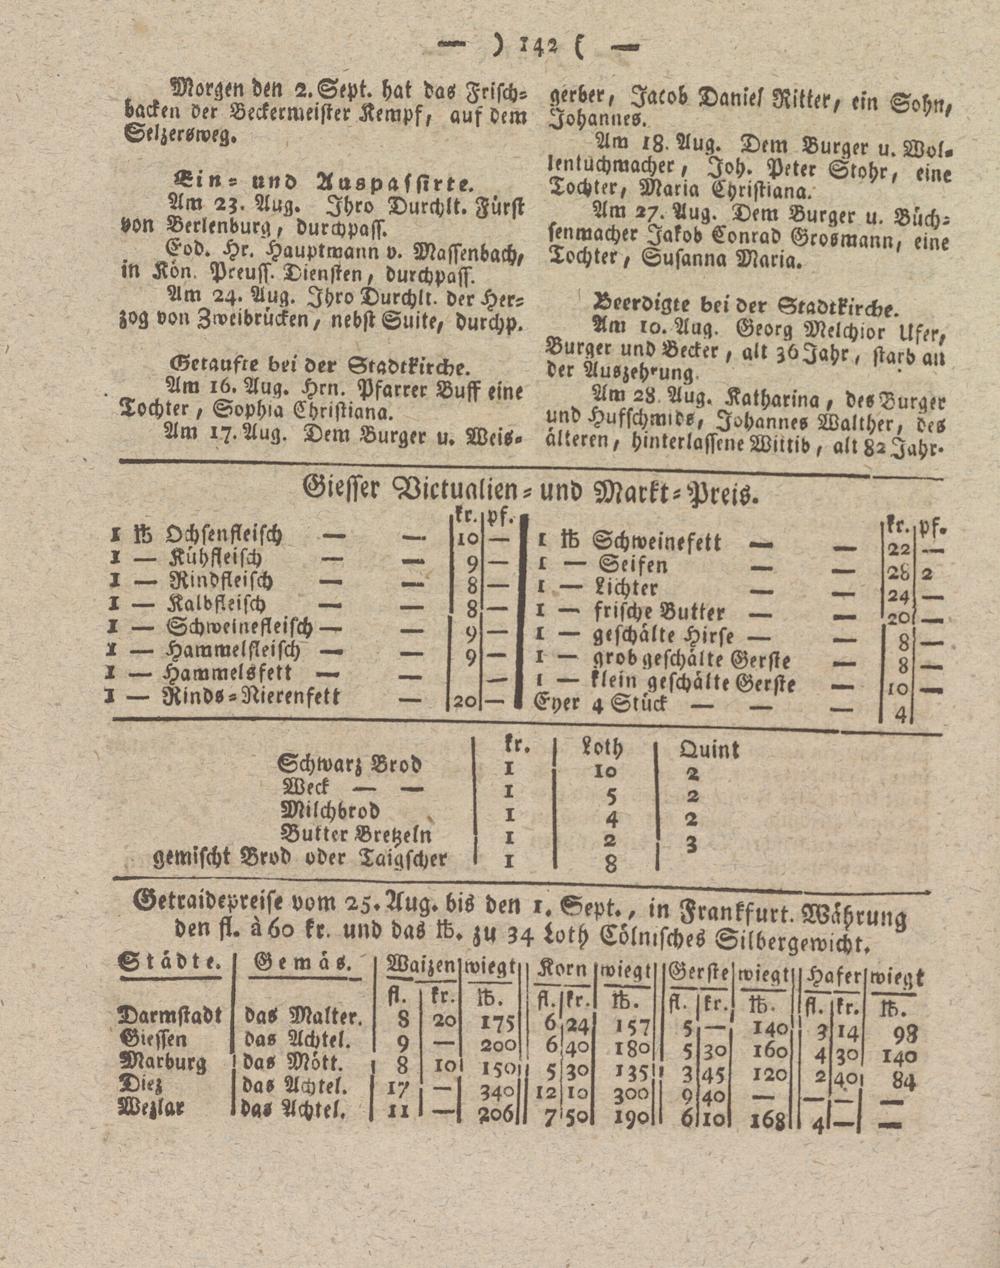 — ) 142 ( —
Morgen den 2. Sept. hat das Frisch=
backen der Beckermeister Kempf, auf dem
Selzersweg.
Ein= und Auspassirte.
Am 23. Aug. Ihro Durchlt. Fürst
von Berlenburg, durchpass.
Eod. Hr. Hauptmann v. Massenbach,
in Kön. Preuss. Diensten, durchpass.
Am 24. Aug. Ihro Durchlt. der Her=
zog von Zweibrücken, nebst Suite, durchp.
Getaufte bei der Stadtkirche.
Am 16. Aug. Hrn. Pfarrer Buff eine
Tochter, Sophia Christiana.
Am 17. Aug. Dem Burger u. Weis=
gerber, Jacob Daniel Ritter, ein Sohn,
Johannes.
Am 18. Aug. Dem Burger u. Wol=
lentuchmacher, Joh. Peter Stohr, eine
Tochter, Maria Christiana.
Am 27. Aug. Dem Burger u. Büch=
senmacher Jakob Conrad Grosmann, eine
Tochter, Susanna Maria.
Beerdigte bei der Stadtkirche.
Am 10. Aug. Georg Melchior Ufer,
Burger und Becker, alt 36 Jahr, starb an
der Auszehrung.
Am 28. Aug. Katharina, des Burger
und Hufschmids, Johannes Walther, des
älteren, hinterlassene Wittib, alt 82 Jahr.
Giesser Victualien= und Markt=Preis.
kr. pf.
1 ℔ Ochsenfleisch — — 10 —
1 — Kühfleisch — — 9 —
1 — Rindfleisch — — 8 —
1 — Kalbfleisch — — 8 —
1 — Schweinefleisch — — 9 —
1 — Hammelfleisch — — 9 —
1 — Hammelsfett — — —
1 — Rinds=Nierenfett — 20 —
kr. pf.
1 ℔ Schweinefett — — 22 —
1 — Seifen — — 28 2
1 — Lichter — — 24 —
1 — frische Butter — — 20 —
1 — geschälte Hirse — — 8 —
1 — grob geschälte Gerste — 8 —
1 — klein geschälte Gerste — 10 —
Eyer 4 Stück — — — 4
kr. Loth Quint
Schwarz Brod 1 10 2
Weck — — 1 5 2
Milchbrod 1 4 2
Butter Bretzeln 1 2 3
gemischt Brod oder Taigscher 1 8
Getraidepreise vom 25. Aug. bis den 1. Sept., in Frankfurt. Währung
den fl. à 60 kr. und das ℔. zu 34 Loth Cölnisches Silbergewicht.
Städte. Gemäs. Waizen wiegt Korn wiegt Gerste wiegt Hafer wiegt
fl. kr. ℔. fl. kr. ℔. fl. kr. ℔. fl. kr. ℔.
Darmstadt das Malter. 8 20 175 6 24 157 5 — 140 3 14 98
Giessen das Achtel. 9 — 200 6 40 180 5 30 160 4 30 140
Marburg das Mött. 8 10 150 5 30 135 3 45 120 2 40 84
Diez das Achtel. 17 — 340 12 10 300 9 40 — — — —
Wezlar das Achtel. 11 — 206 7 50 190 6 10 168 4 — —